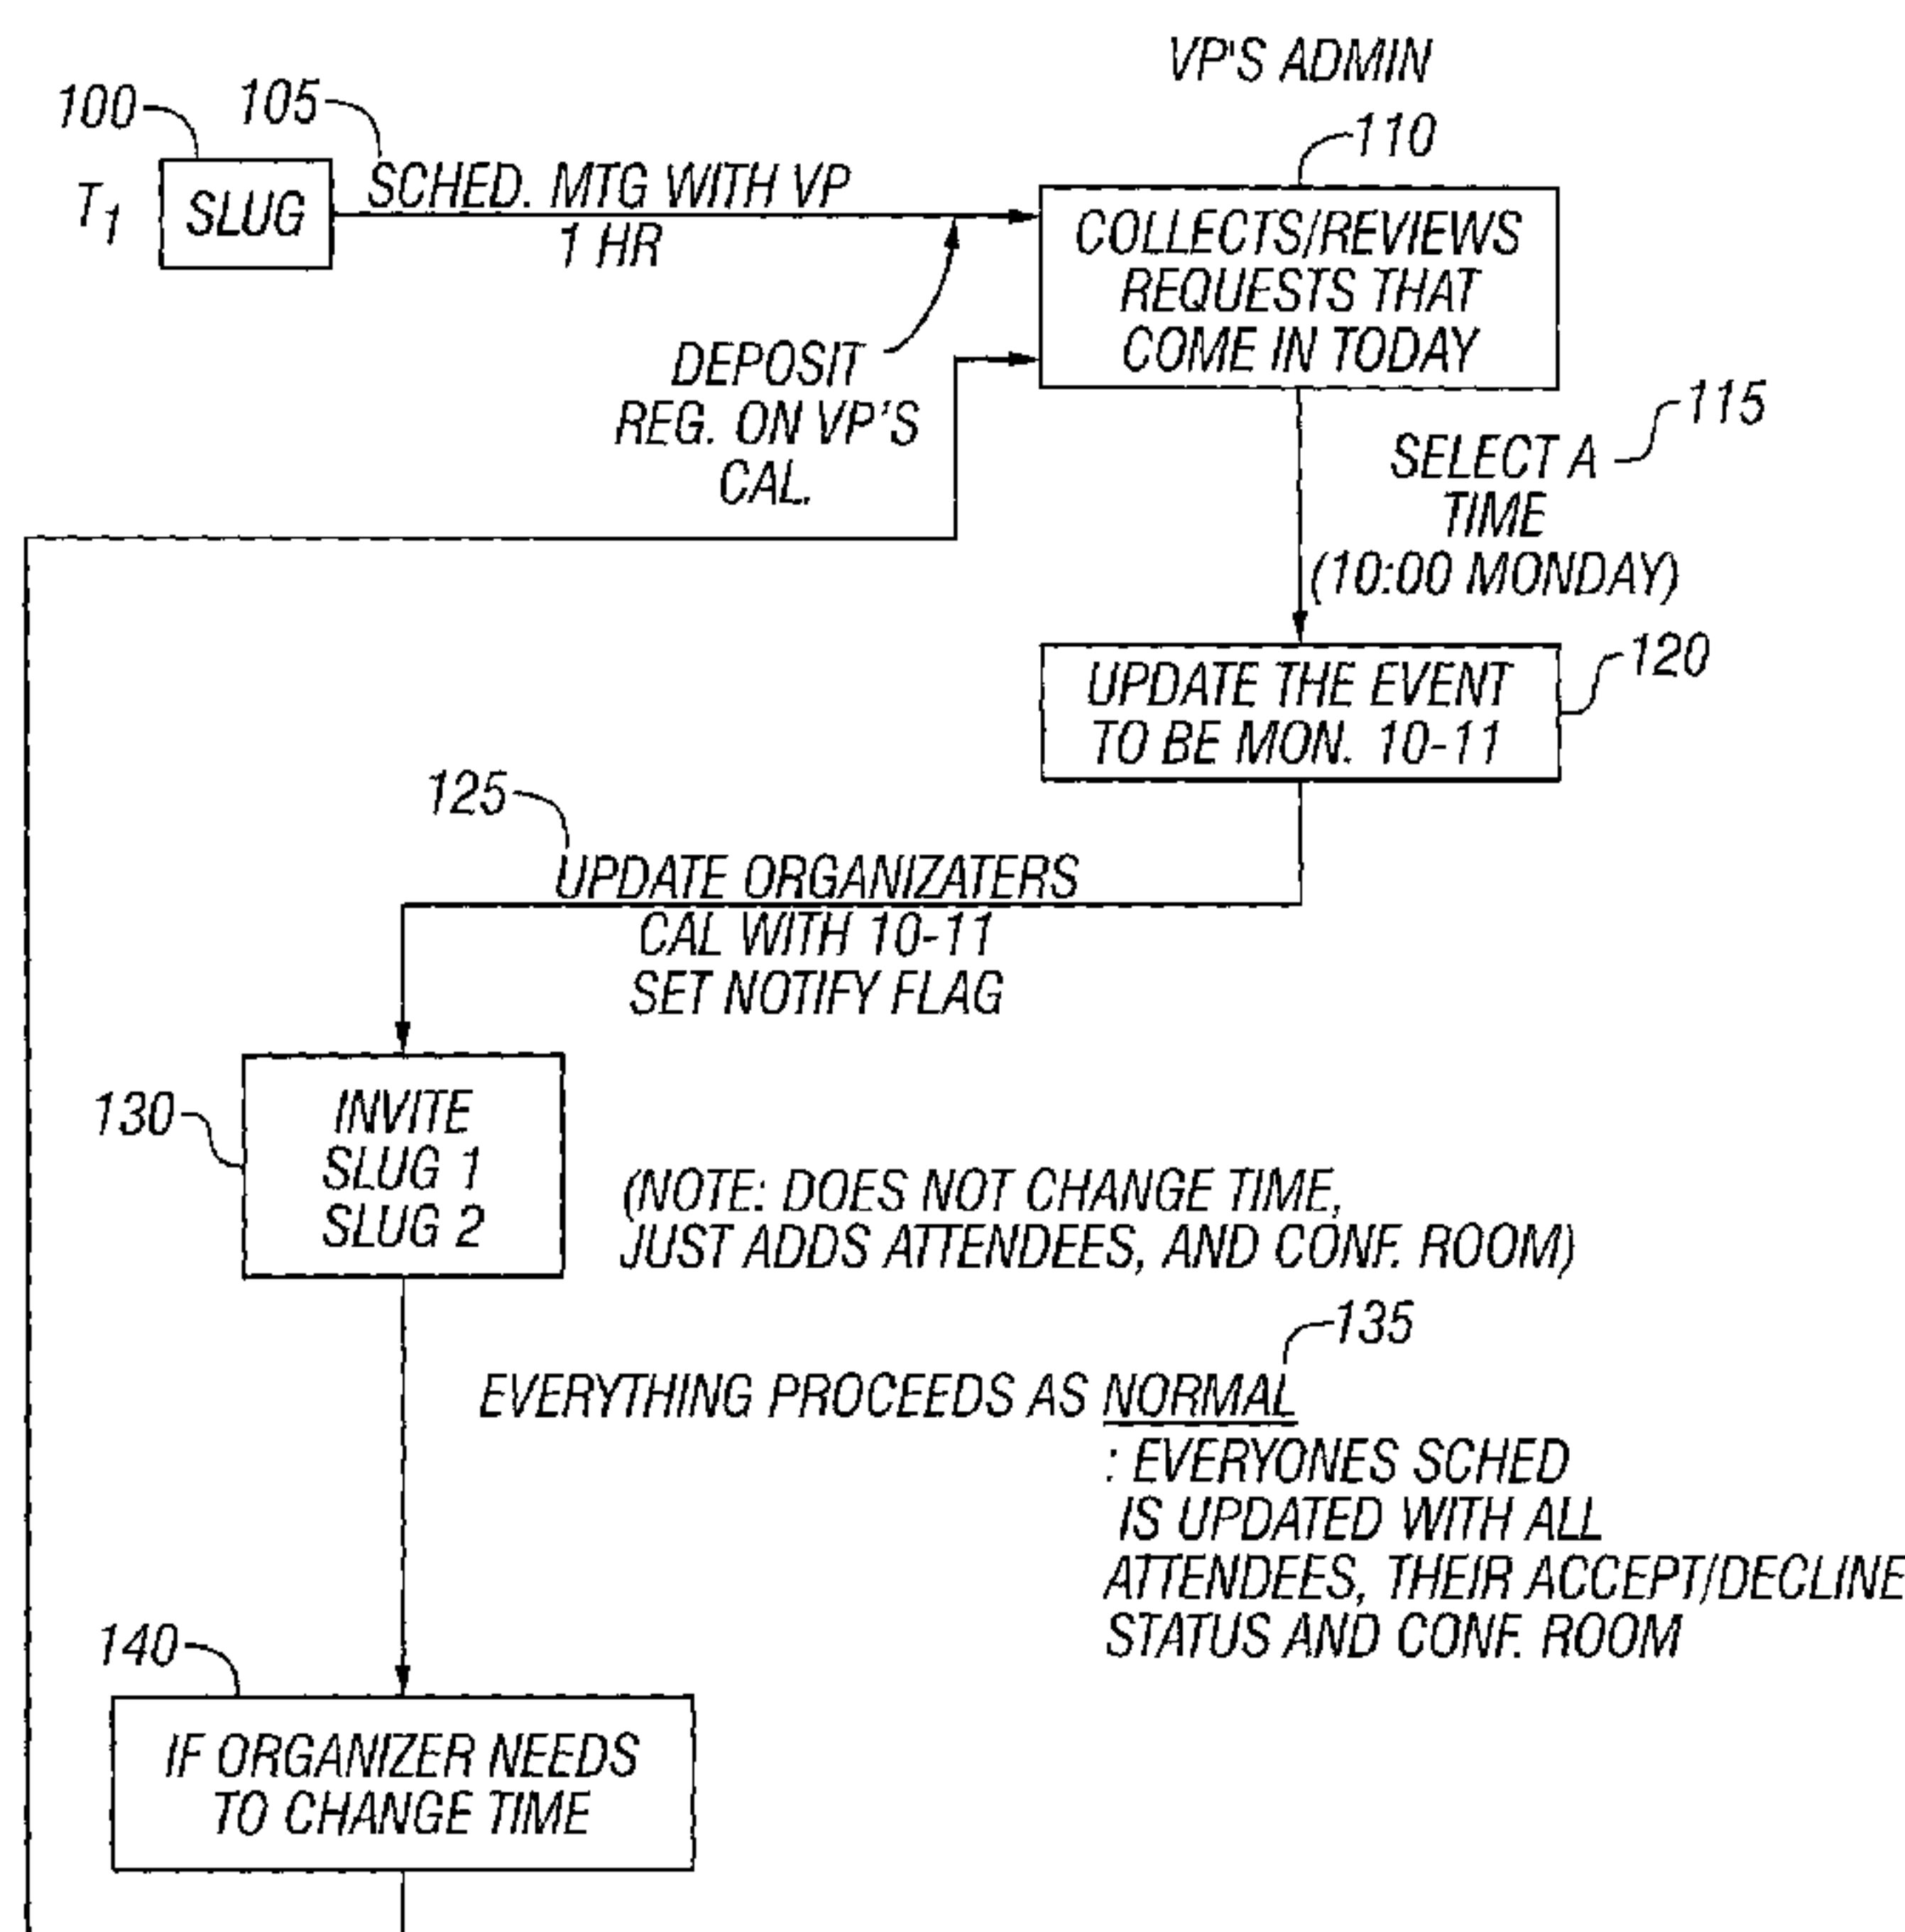 VP'S ADMIN
100
105
110
T1
SLUG
SCHED. MTG WITH VP
1 HR
COLLECTS/REVIEWS
REQUESTS THAT
COME IN TODAY
DEPOSIT
REG. ON VP'S
CAL.
115
SELECT A
TIME
(10:00 MONDAY)
120
UPDATE THE EVENT
TO BE MON. 10-11
125
UPDATE ORGANIZATERS
CAL WITH 10-11
SET NOTIFY FLAG
130
INVITE
SLUG 1
SLUG 2
(NOTE: DOES NOT CHANGE TIME,
JUST ADDS ATTENDEES, AND CONF. ROOM)
135
EVERYTHING PROCEEDS AS NORMAL
: EVERYONES SCHED
IS UPDATED WITH ALL
ATTENDEES, THEIR ACCEPT/DECLINE
STATUS AND CONF. ROOM
140
IF ORGANIZER NEEDS
TO CHANGE TIME